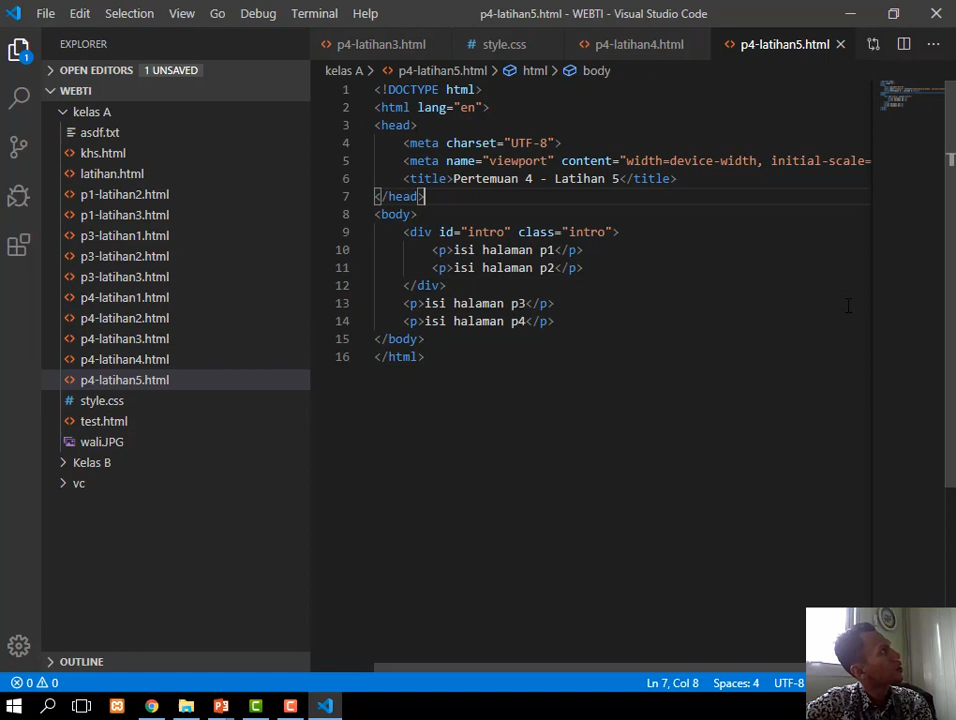 File Edit Selection View Go Debug Terminal Help p4-latihan5.html - WEBTI - Visual Studio Code
EXPLORER
p4-latihan3.html style.css p4-latihan4.html p4-latihan5.html
1
OPEN EDITORS 1 UNSAVED
kelas A > p4-latihan5.html > html > body
WEBTI
kelas A
asdf.txt
khs.html
latihan.html
p1-latihan2.html
p1-latihan3.html
p3-latihan1.html
p3-latihan2.html
p3-latihan3.html
p4-latihan1.html
p4-latihan2.html
p4-latihan3.html
p4-latihan4.html
p4-latihan5.html
style.css
test.html
wali.JPG
Kelas B
vc
OUTLINE
1 <!DOCTYPE html>
2 <html lang="en">
3 <head>
4 <meta charset="UTF-8">
5 <meta name="viewport" content="width=device-width, initial-scale=
6 <title>Pertemuan 4 - Latihan 5</title>
7 </head>
8 <body>
9 <div id="intro" class="intro">
10 <p>isi halaman p1</p>
11 <p>isi halaman p2</p>
12 </div>
13 <p>isi halaman p3</p>
14 <p>isi halaman p4</p>
15 </body>
16 </html>
0 0 Ln 7, Col 8 Spaces: 4 UTF-8